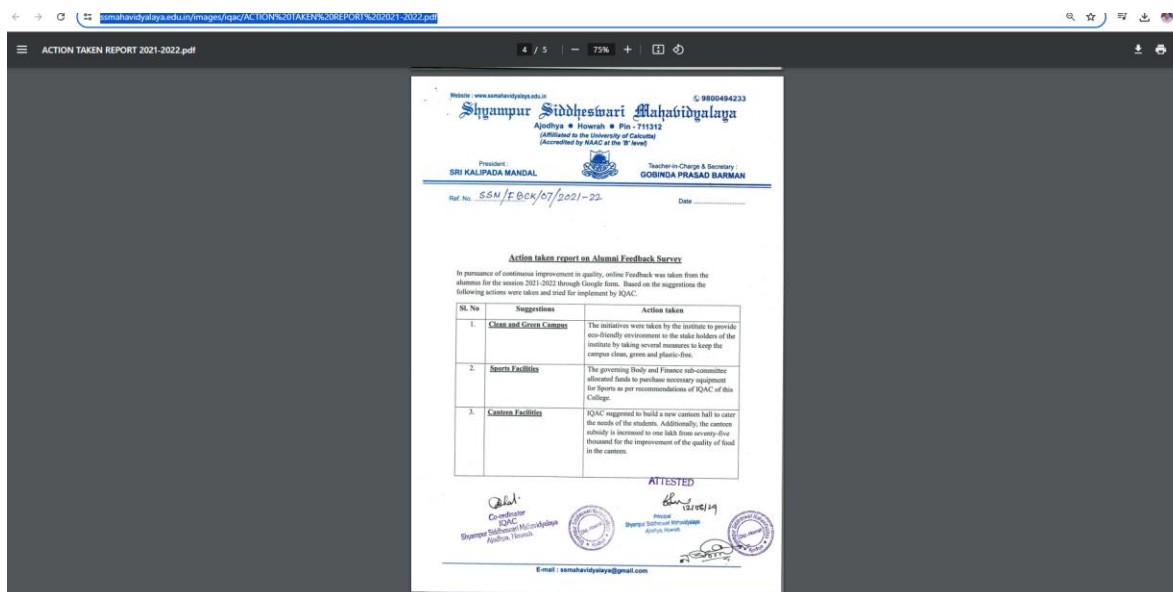 ssmahavidyalaya.edu.in/images/iqac/ACTION%20TAKEN%20REPORT%202021-2022.pdf
ACTION TAKEN REPORT 2021-2022.pdf
4 / 5
75%
Website : www.ssmahavidyalaya.edu.in
9800494233
Shyampur Siddheswari Mahavidyalaya
Ajodhya ● Howrah ● Pin - 711312
(Affiliated to the University of Calcutta)
(Accredited by NAAC at the 'B' level)
President :
SRI KALIPADA MANDAL
Teacher-in-Charge & Secretary :
GOBINDA PRASAD BARMAN
Ref. No. SSM/FBCK/07/2021-22
Date
Action taken report on Alumni Feedback Survey
In pursuance of continuous improvement in quality, online Feedback was taken from the
alumnus for the session 2021-2022 through Google form. Based on the suggestions the
following actions were taken and tried for implement by IQAC.
Sl. No Suggestions Action taken
1. Clean and Green Campus
The initiatives were taken by the institute to provide
eco-friendly environment to the stake holders of the
institute by taking several measures to keep the
campus clean, green and plastic-free.
2. Sports Facilities
The governing Body and Finance sub-committee
allocated funds to purchase necessary equipment
for Sports as per recommendations of IQAC of this
College.
3. Canteen Facilities
IQAC suggested to build a new canteen hall to cater
the needs of the students. Additionally, the canteen
subsidy is increased to one lakh from seventy-five
thousand for the improvement of the quality of food
in the canteen.
ATTESTED
Co-ordinator
IQAC
Shyampur Siddheswari Mahavidyalaya
Ajodhya, Howrah
Principal
Shyampur Siddheswari Mahavidyalaya
Ajodhya, Howrah
E-mail : ssmahavidyalaya@gmail.com